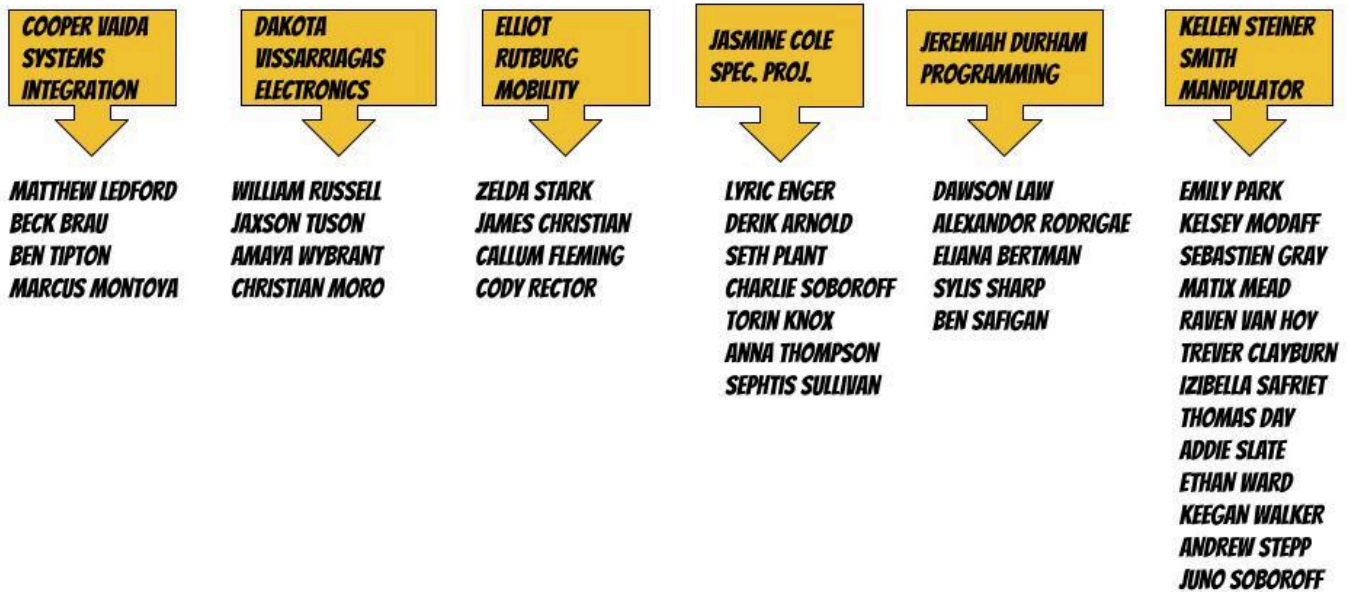 COOPER VAIDA
SYSTEMS
INTEGRATION
MATTHEW LEDFORD
BECK BRAU
BEN TIPTON
MARCUS MONTOYA
DAKOTA
VISSARRIAGAS
ELECTRONICS
WILLIAM RUSSELL
JAXSON TUSON
AMAYA WYBRANT
CHRISTIAN MORO
ELLIOT
RUTBURG
MOBILITY
ZELDA STARK
JAMES CHRISTIAN
CALLUM FLEMING
CODY RECTOR
JASMINE COLE
SPEC. PROJ.
LYRIC ENGER
DERIK ARNOLD
SETH PLANT
CHARLIE SOBOROFF
TORIN KNOX
ANNA THOMPSON
SEPHTIS SULLIVAN
JEREMIAH DURHAM
PROGRAMMING
DAWSON LAW
ALEXANDOR RODRIGAE
ELIANA BERTMAN
SYLIS SHARP
BEN SAFIGAN
KELLEN STEINER
SMITH
MANIPULATOR
EMILY PARK
KELSEY MODAFF
SEBASTIEN GRAY
MATIX MEAD
RAVEN VAN HOY
TREVER CLAYBURN
IZIBELLA SAFRIET
THOMAS DAY
ADDIE SLATE
ETHAN WARD
KEEGAN WALKER
ANDREW STEPP
JUNO SOBOROFF